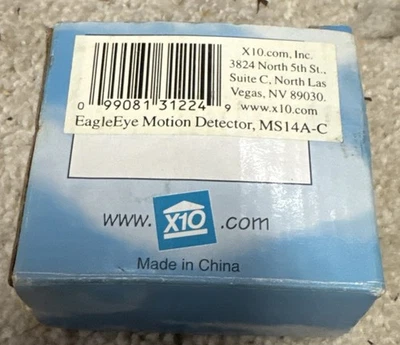 X10.com, Inc.
3824 North 5th St.,
Suite C, North Las
Vegas, NV 89030.
www.x10.com
0 99081 31224 9
EagleEye Motion Detector, MS14A-C
www. X10 .com
Made in China